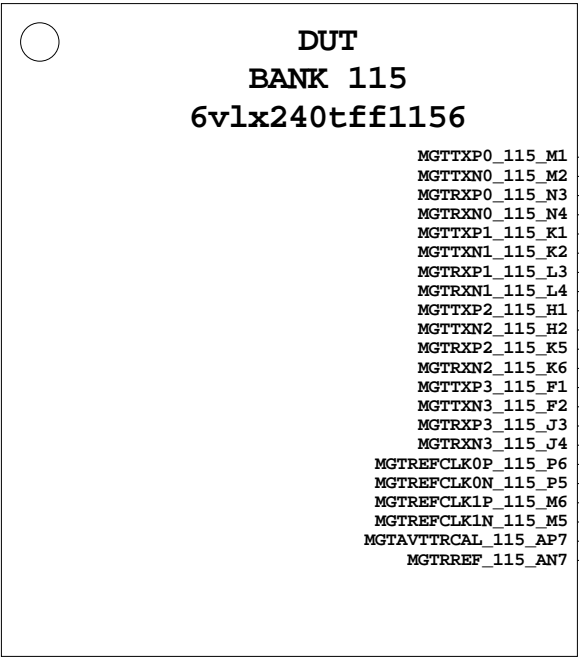 DUT
BANK 115
6vlx240tff1156
MGTTXP0_115_M1
MGTTXN0_115_M2
MGTRXP0_115_N3
MGTRXN0_115_N4
MGTTXP1_115_K1
MGTTXN1_115_K2
MGTRXP1_115_L3
MGTRXN1_115_L4
MGTTXP2_115_H1
MGTTXN2_115_H2
MGTRXP2_115_K5
MGTRXN2_115_K6
MGTTXP3_115_F1
MGTTXN3_115_F2
MGTRXP3_115_J3
MGTRXN3_115_J4
MGTREFCLK0P_115_P6
MGTREFCLK0N_115_P5
MGTREFCLK1P_115_M6
MGTREFCLK1N_115_M5
MGTAVTTRCAL_115_AP7
MGTRREF_115_AN7